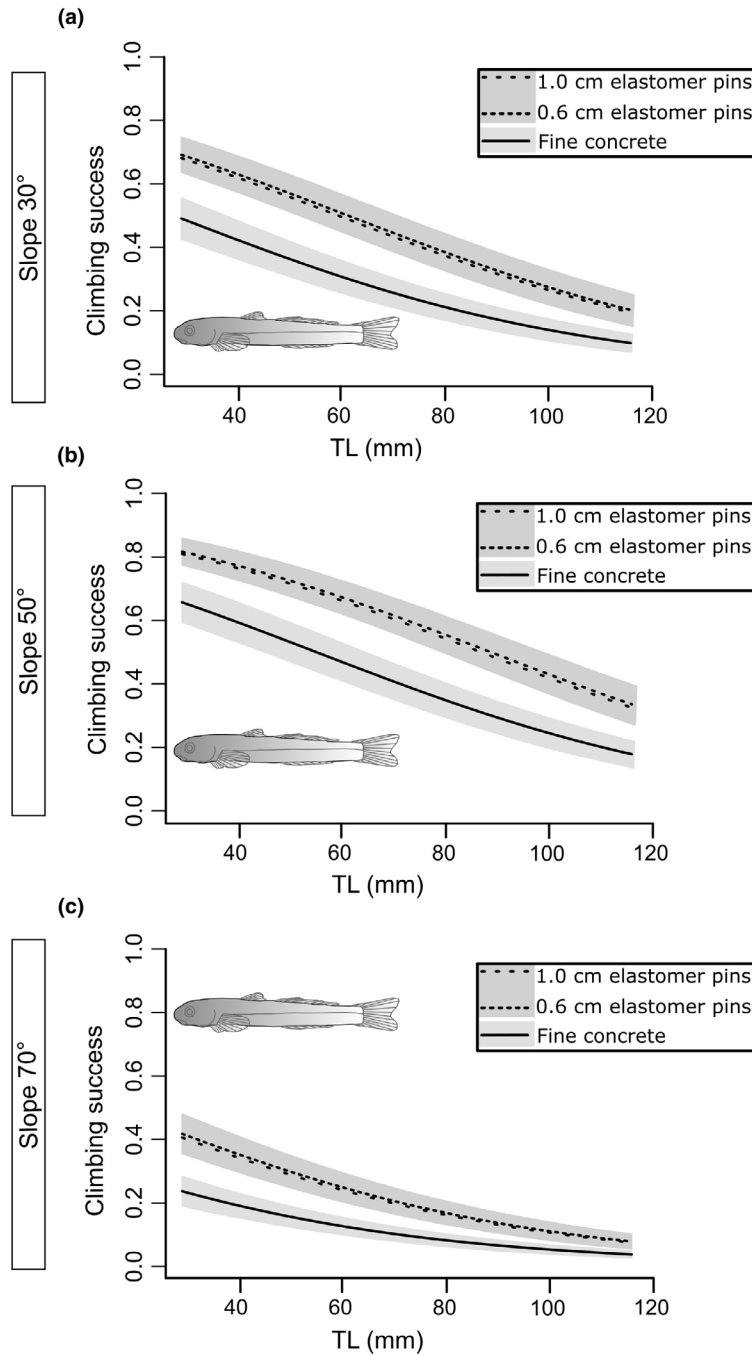 (a)
Slope 30°
Climbing success
1.0
0.8
0.6
0.4
0.2
0.0
1.0 cm elastomer pins
0.6 cm elastomer pins
Fine concrete
40 60 80 100 120
TL (mm)
(b)
Slope 50°
Climbing success
1.0
0.8
0.6
0.4
0.2
0.0
1.0 cm elastomer pins
0.6 cm elastomer pins
Fine concrete
40 60 80 100 120
TL (mm)
(c)
Slope 70°
Climbing success
1.0
0.8
0.6
0.4
0.2
0.0
1.0 cm elastomer pins
0.6 cm elastomer pins
Fine concrete
40 60 80 100 120
TL (mm)